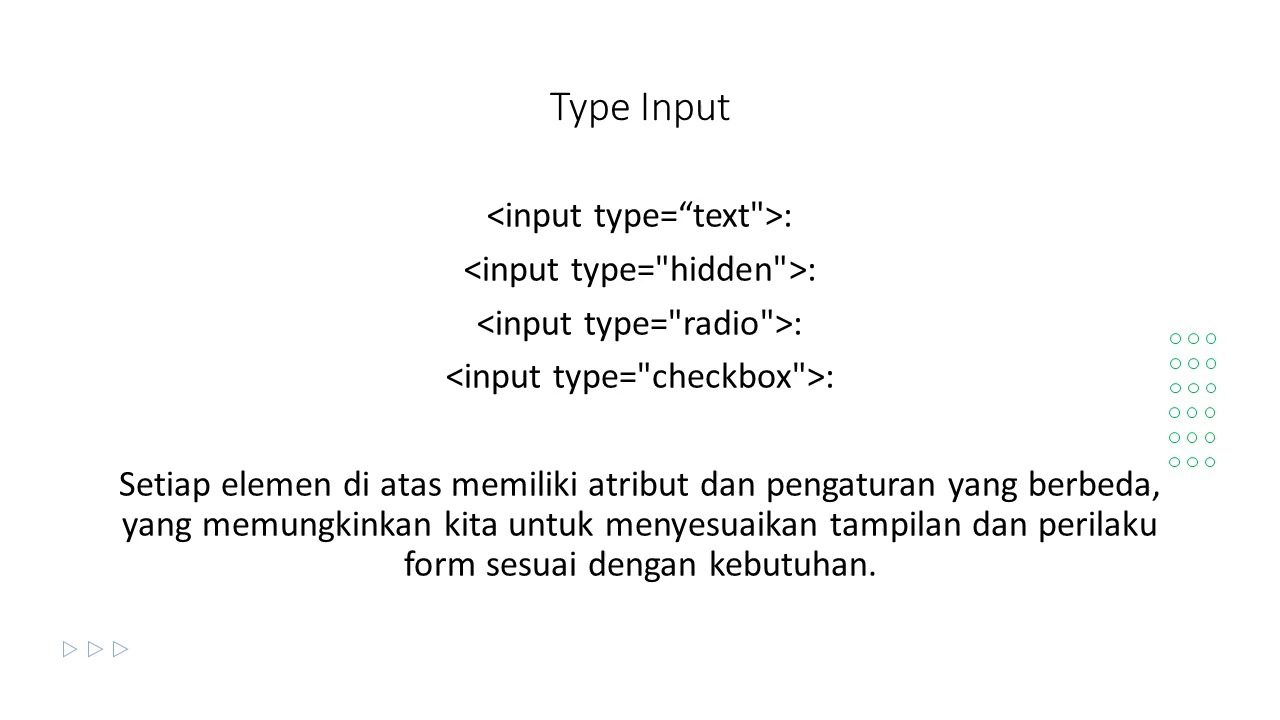 Type Input
<input type=“text">:
<input type="hidden">:
<input type="radio">:
<input type="checkbox">:
Setiap elemen di atas memiliki atribut dan pengaturan yang berbeda,
yang memungkinkan kita untuk menyesuaikan tampilan dan perilaku
form sesuai dengan kebutuhan.